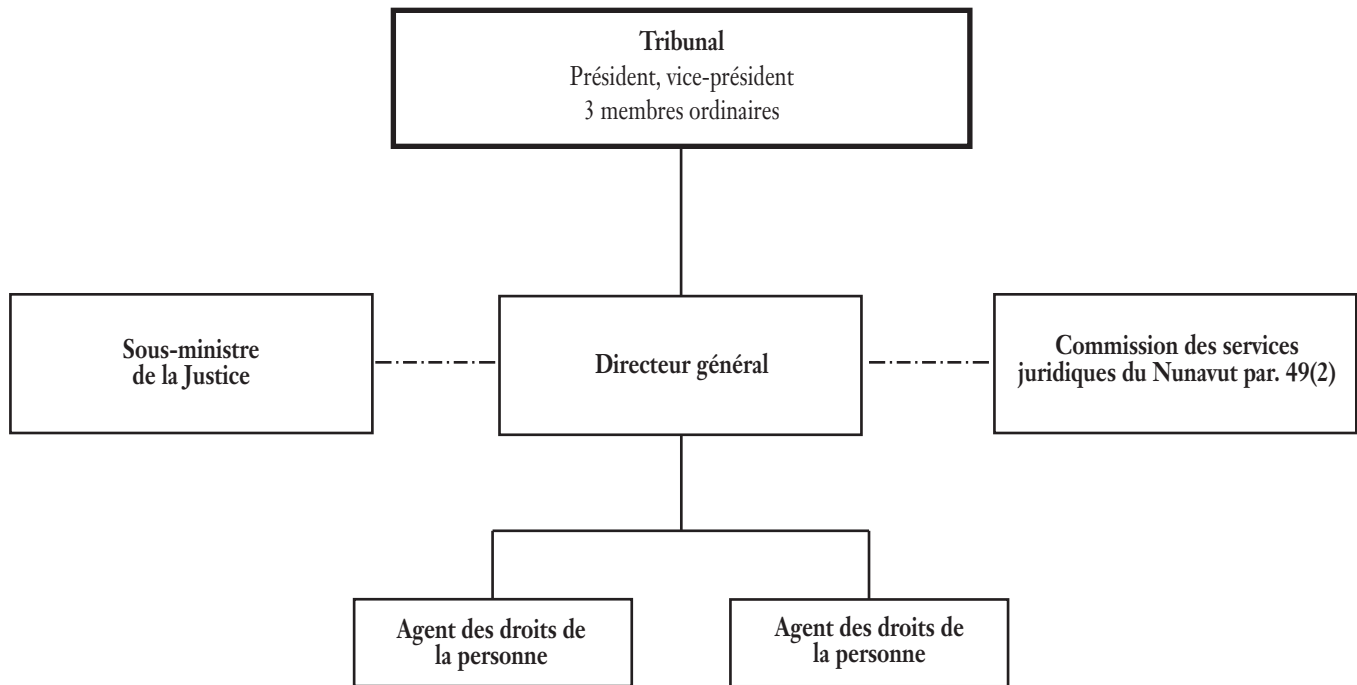 Tribunal
Président, vice-président
3 membres ordinaires
Sous-ministre
de la Justice
Directeur général
Commission des services
juridiques du Nunavut par. 49(2)
Agent des droits de
la personne
Agent des droits de
la personne